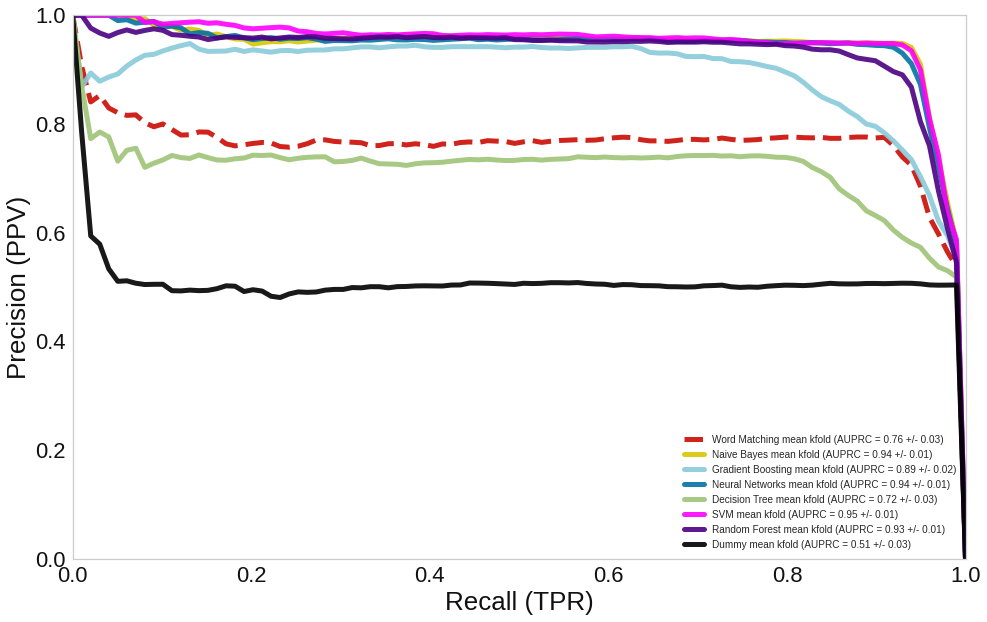 1.0
0.8
0.6
0.4
0.2
0.0
Precision (PPV)
Word Matching mean kfold (AUPRC = 0.76 +/- 0.03)
Naive Bayes mean kfold (AUPRC = 0.94 +/- 0.01)
Gradient Boosting mean kfold (AUPRC = 0.89 +/- 0.02)
Neural Networks mean kfold (AUPRC = 0.94 +/- 0.01)
Decision Tree mean kfold (AUPRC = 0.72 +/- 0.03)
SVM mean kfold (AUPRC = 0.95 +/- 0.01)
Random Forest mean kfold (AUPRC = 0.93 +/- 0.01)
Dummy mean kfold (AUPRC = 0.51 +/- 0.03)
0.0 0.2 0.4 0.6 0.8 1.0
Recall (TPR)